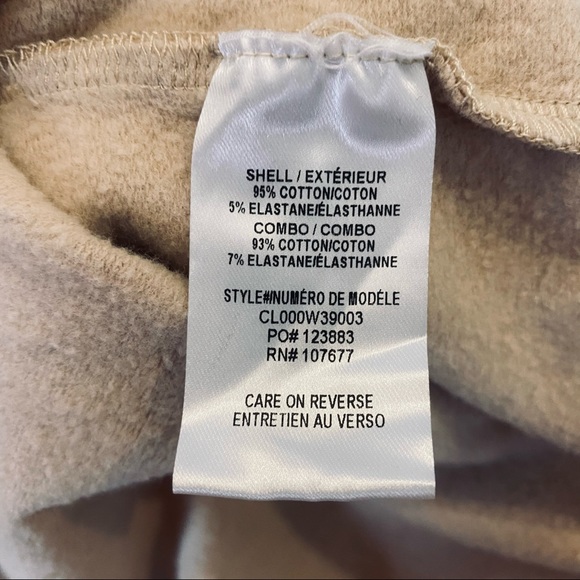 SHELL / EXTÉRIEUR
95% COTTON/COTON
5% ELASTANE/ÉLASTHANNE
COMBO / COMBO
93% COTTON/COTON
7% ELASTANE/ÉLASTHANNE
STYLE#/NUMÉRO DE MODÉLE
CL000W39003
PO# 123883
RN# 107677
CARE ON REVERSE
ENTRETIEN AU VERSO